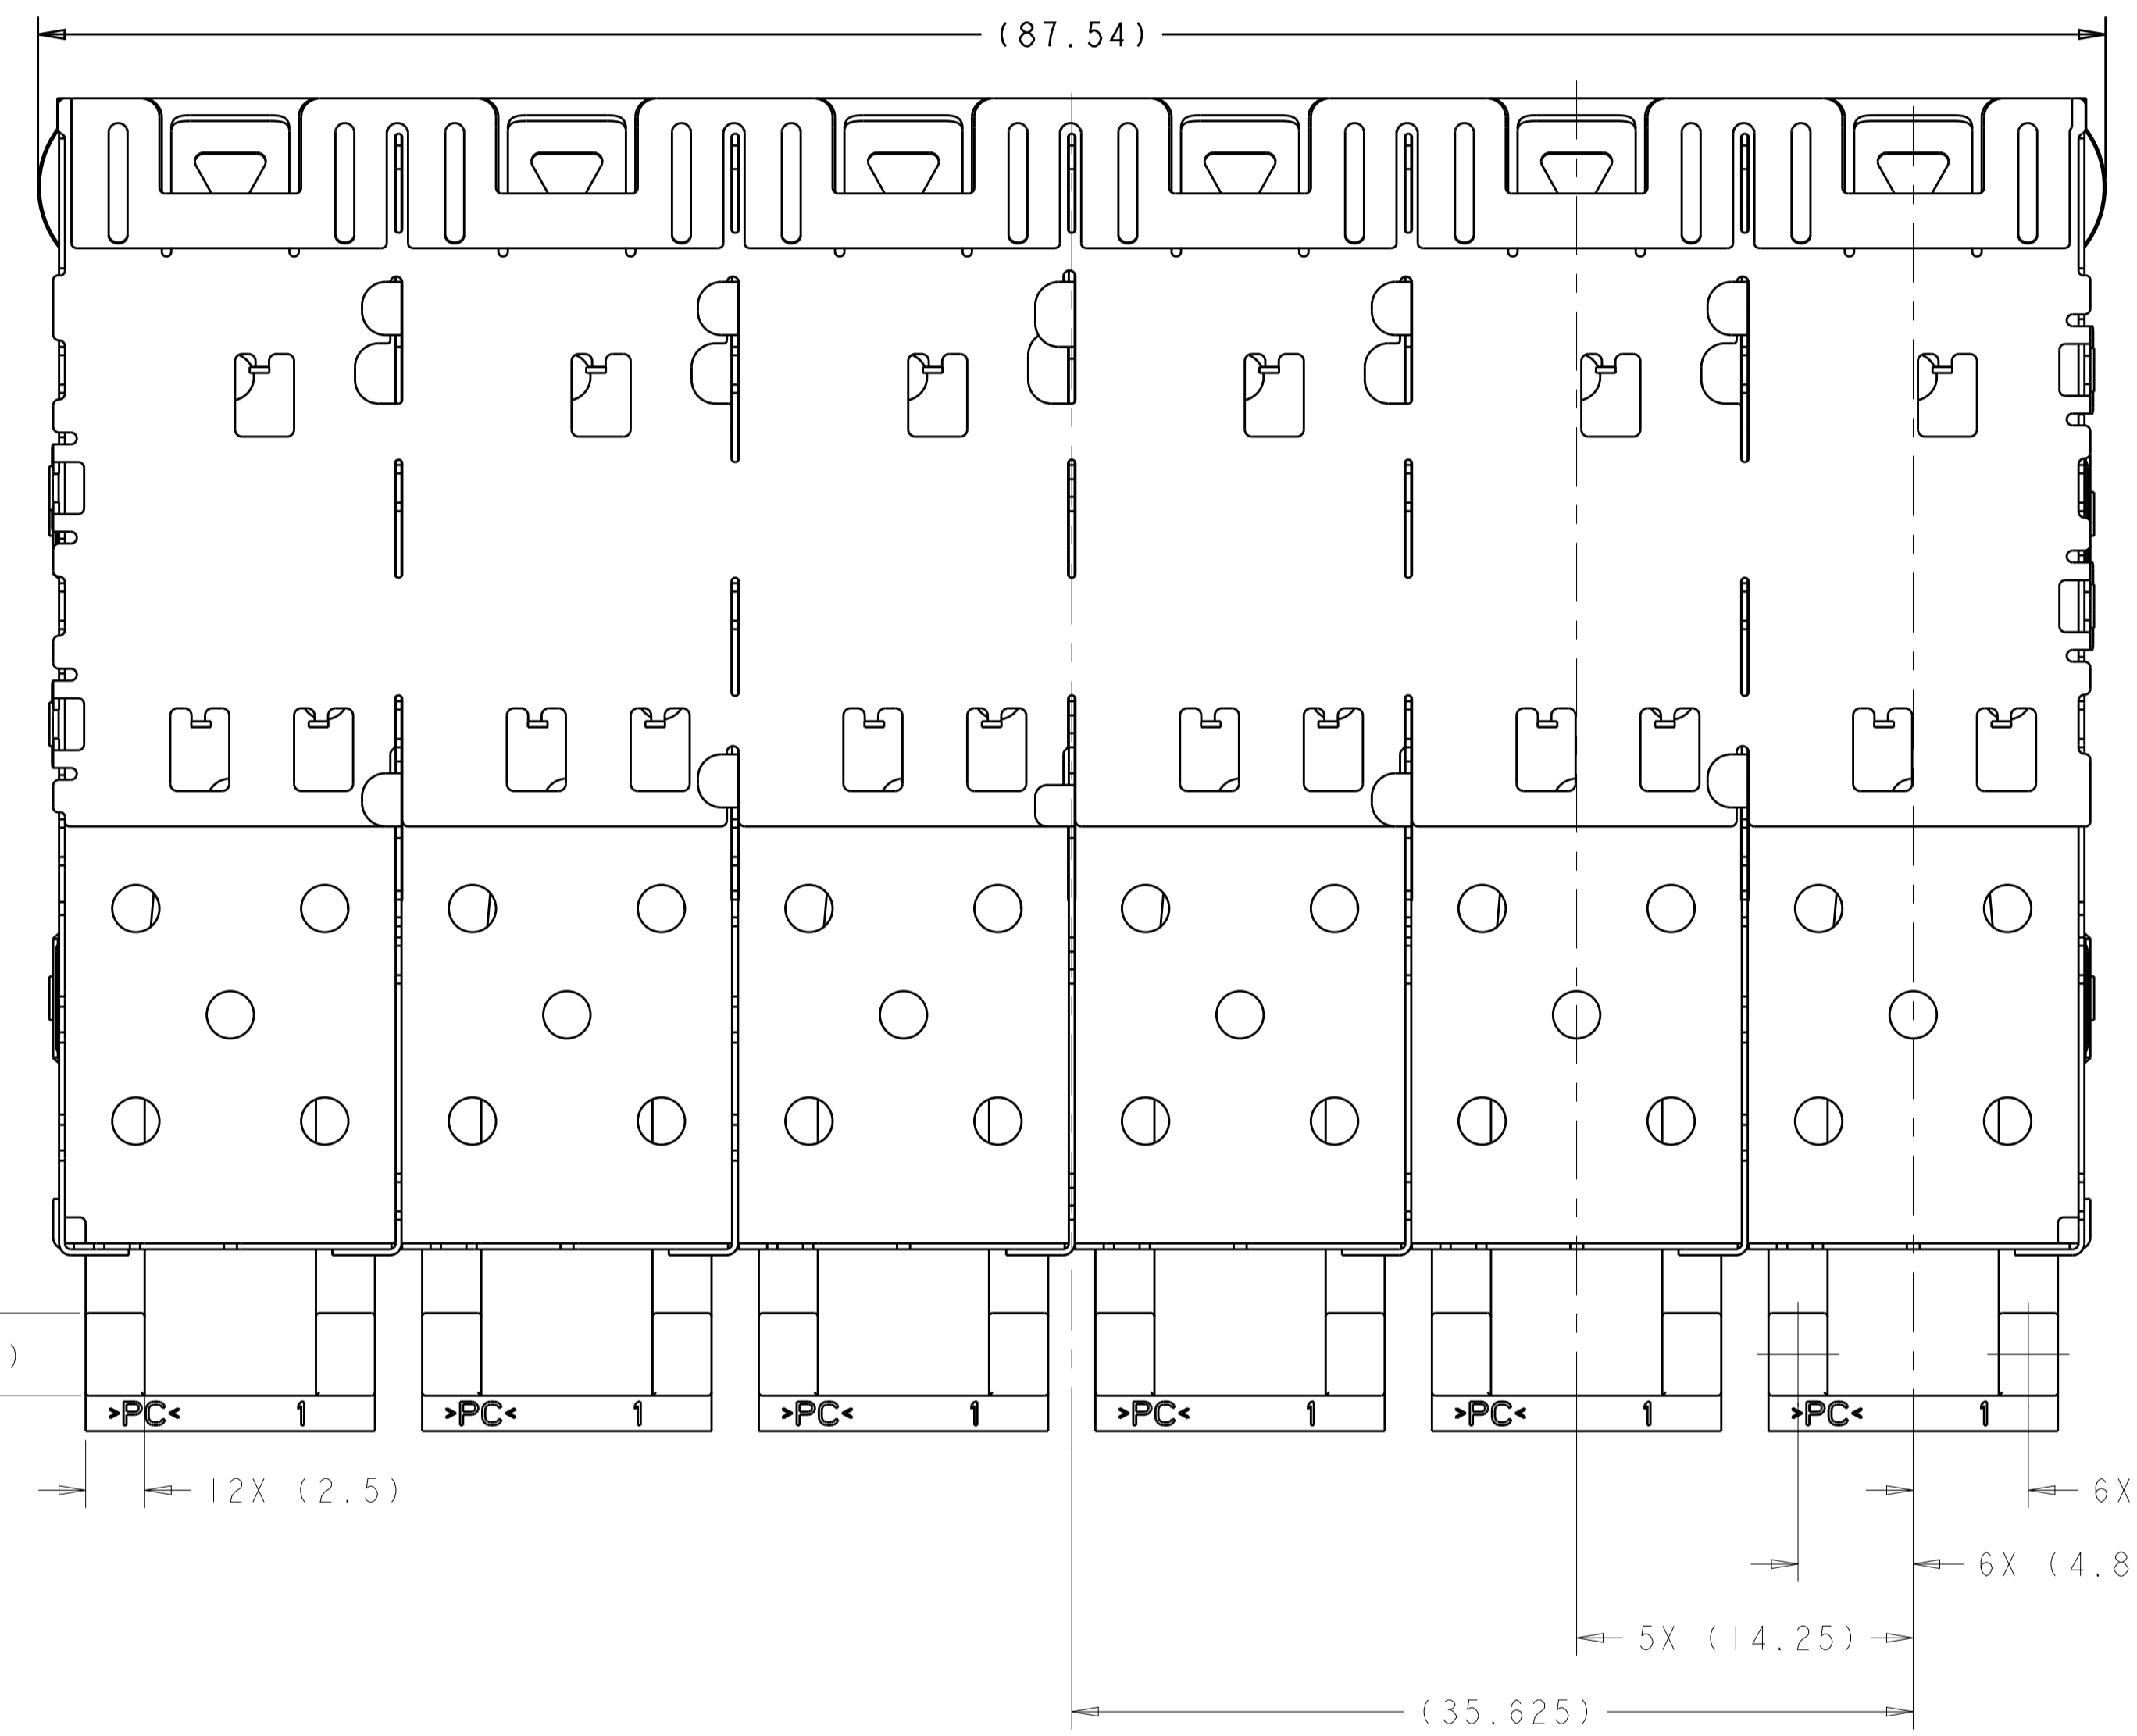 (87.54)
)
>PC< 1 >PC< 1 >PC< 1 >PC< 1 >PC< 1 >PC< 1
12X (2.5)
6X
6X (4.8
5X (14.25)
(35.625)